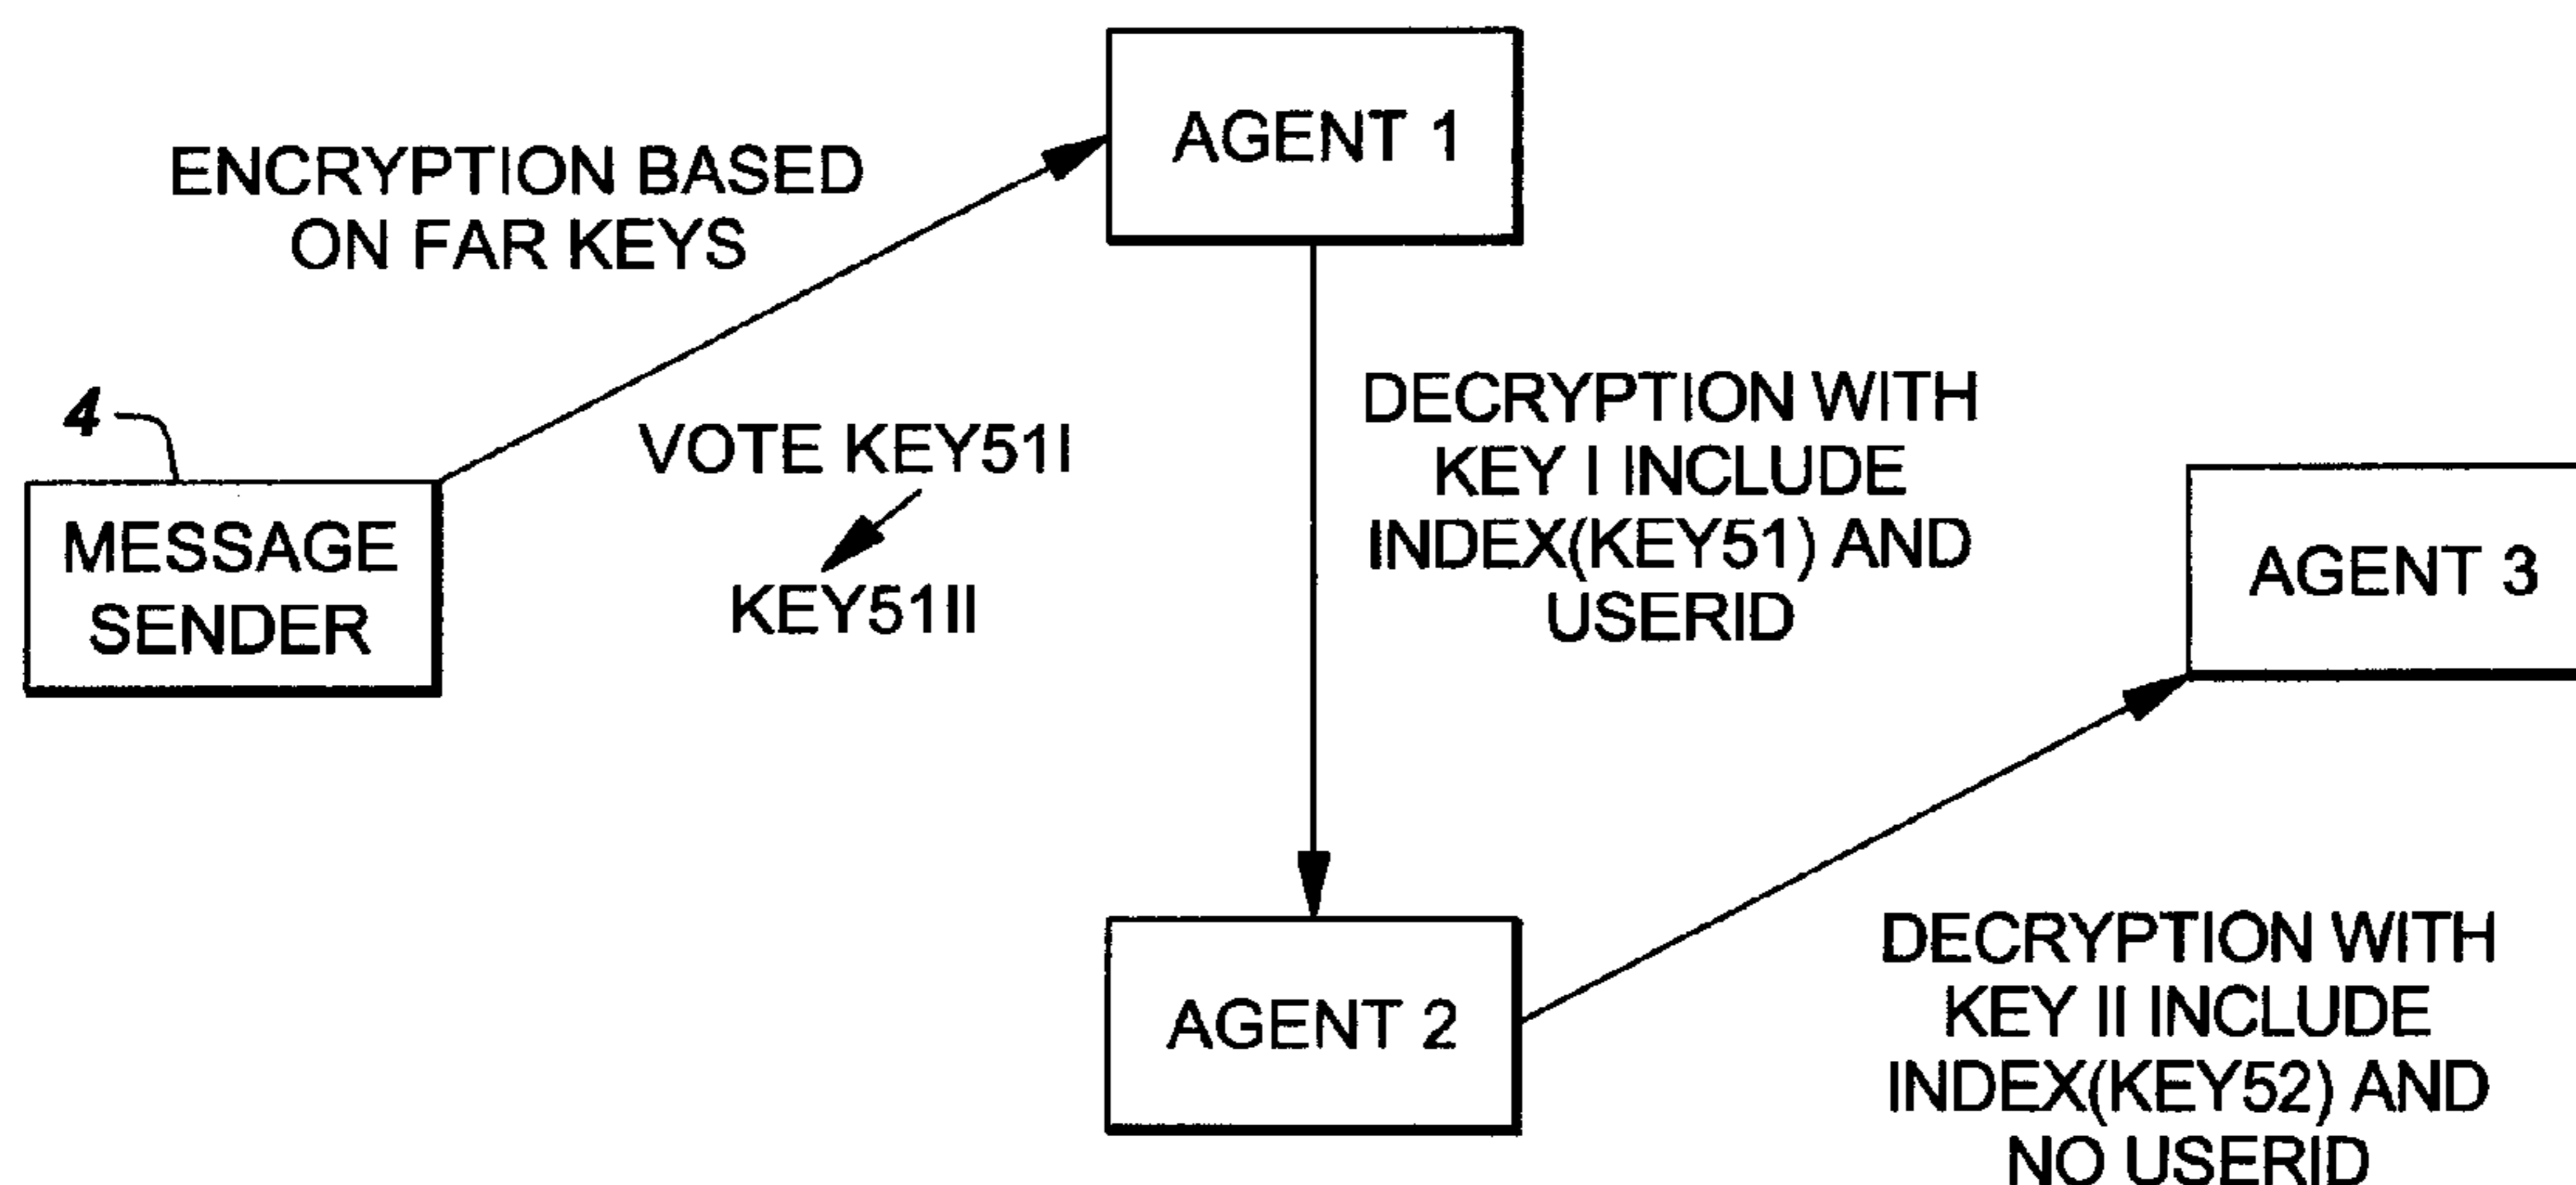 AGENT 1
ENCRYPTION BASED
ON FAR KEYS
4
MESSAGE
SENDER
VOTE KEY51I
KEY51II
DECRYPTION WITH
KEY I INCLUDE
INDEX(KEY51) AND
USERID
AGENT 3
AGENT 2
DECRYPTION WITH
KEY II INCLUDE
INDEX(KEY52) AND
NO USERID